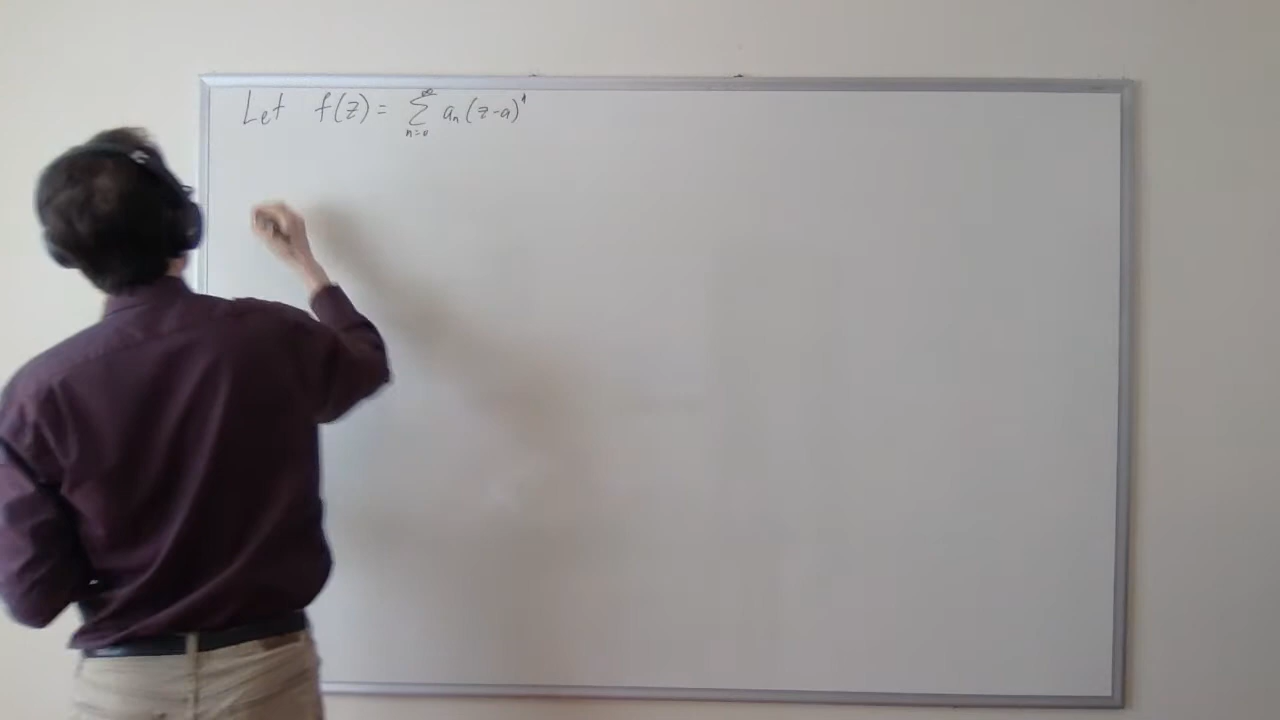 Let f(z) = ∑_{n=0}^{∞} a_n (z-a)^n